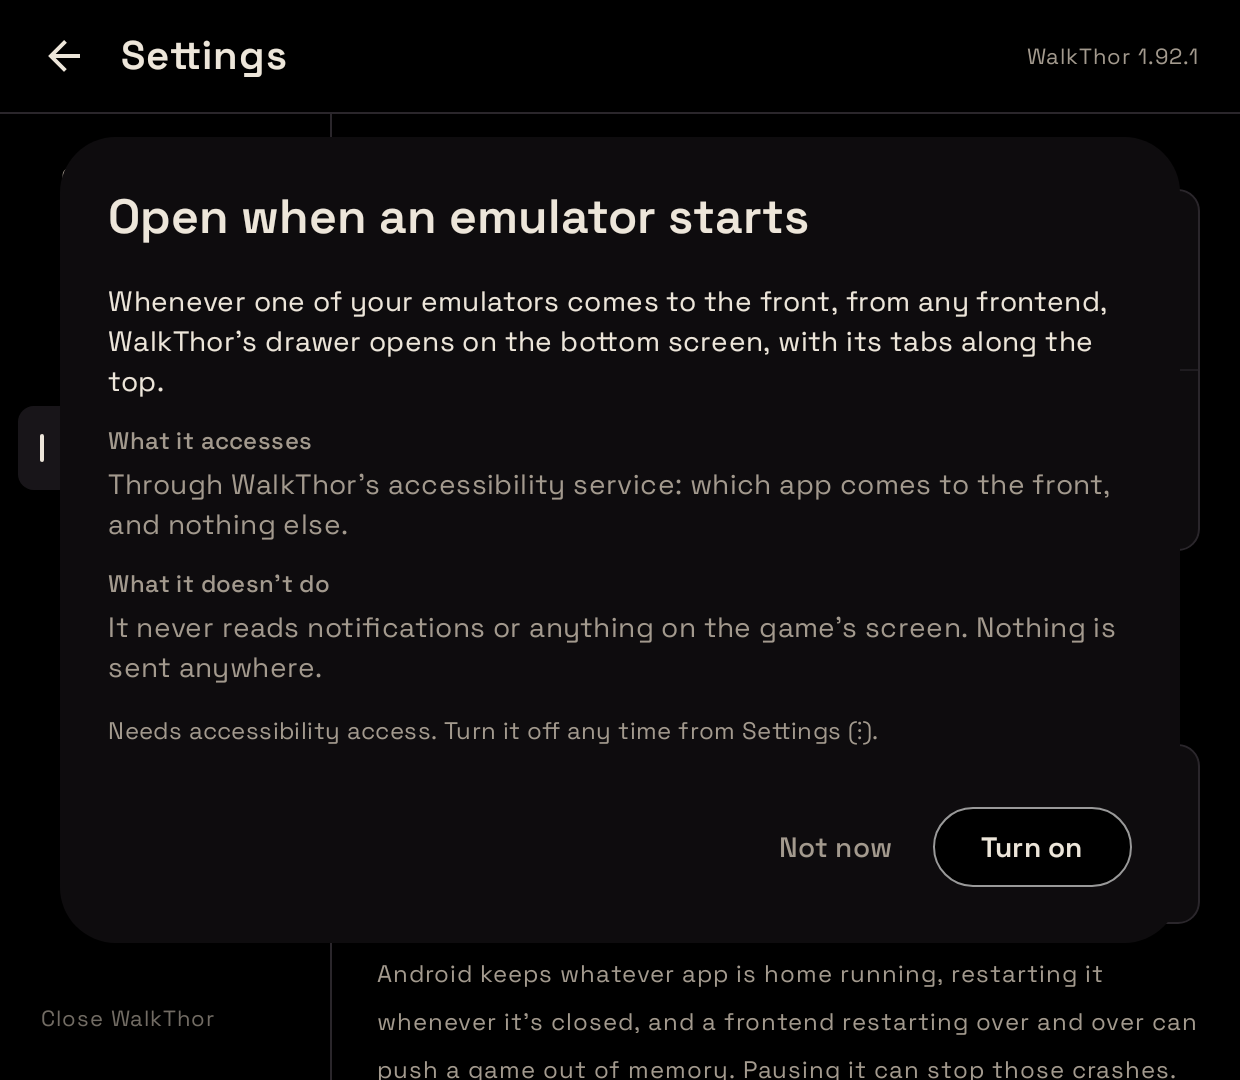 Settings
WalkThor 1.92.1
Open when an emulator starts
Whenever one of your emulators comes to the front, from any frontend,
WalkThor’s drawer opens on the bottom screen, with its tabs along the
top.
What it accesses
Through WalkThor’s accessibility service: which app comes to the front,
and nothing else.
What it doesn’t do
It never reads notifications or anything on the game’s screen. Nothing is
sent anywhere.
Needs accessibility access. Turn it off any time from Settings (⋮).
Not now
Turn on
Android keeps whatever app is home running, restarting it
whenever it’s closed, and a frontend restarting over and over can
push a game out of memory. Pausing it can stop those crashes.
Close WalkThor